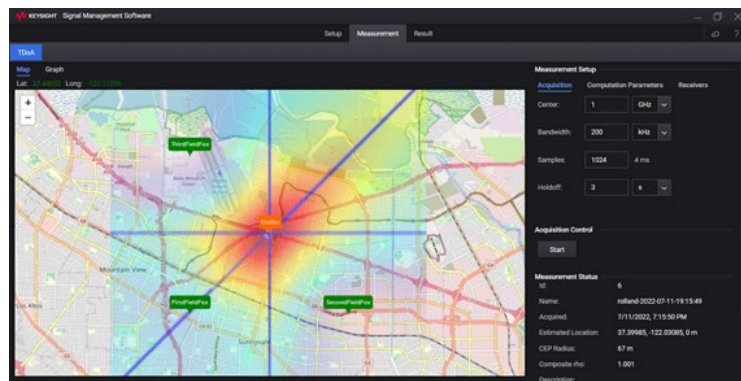 KEYSIGHT Signal Management Software
Setup Measurement Result
TDoA
Map Graph
Lat: Long:
+
−
ThirdFieldFox
FirstFieldFox
SecondFieldFox
Mountain View
Los Altos
Sunnyvale
Measurement Setup
Acquisition Computation Parameters Receivers
Center: 1 GHz
Bandwidth: 200 kHz
Samples: 1024 4 ms
Holdoff: 3 s
Acquisition Control
Start
Measurement Status
Id: 6
Name: rolland-2022-07-11-19:15:49
Acquired: 7/11/2022, 7:15:50 PM
Estimated Location: 37.39985, -122.03085, 0 m
CEP Radius: 67 m
Composite rho: 1.001
Description: